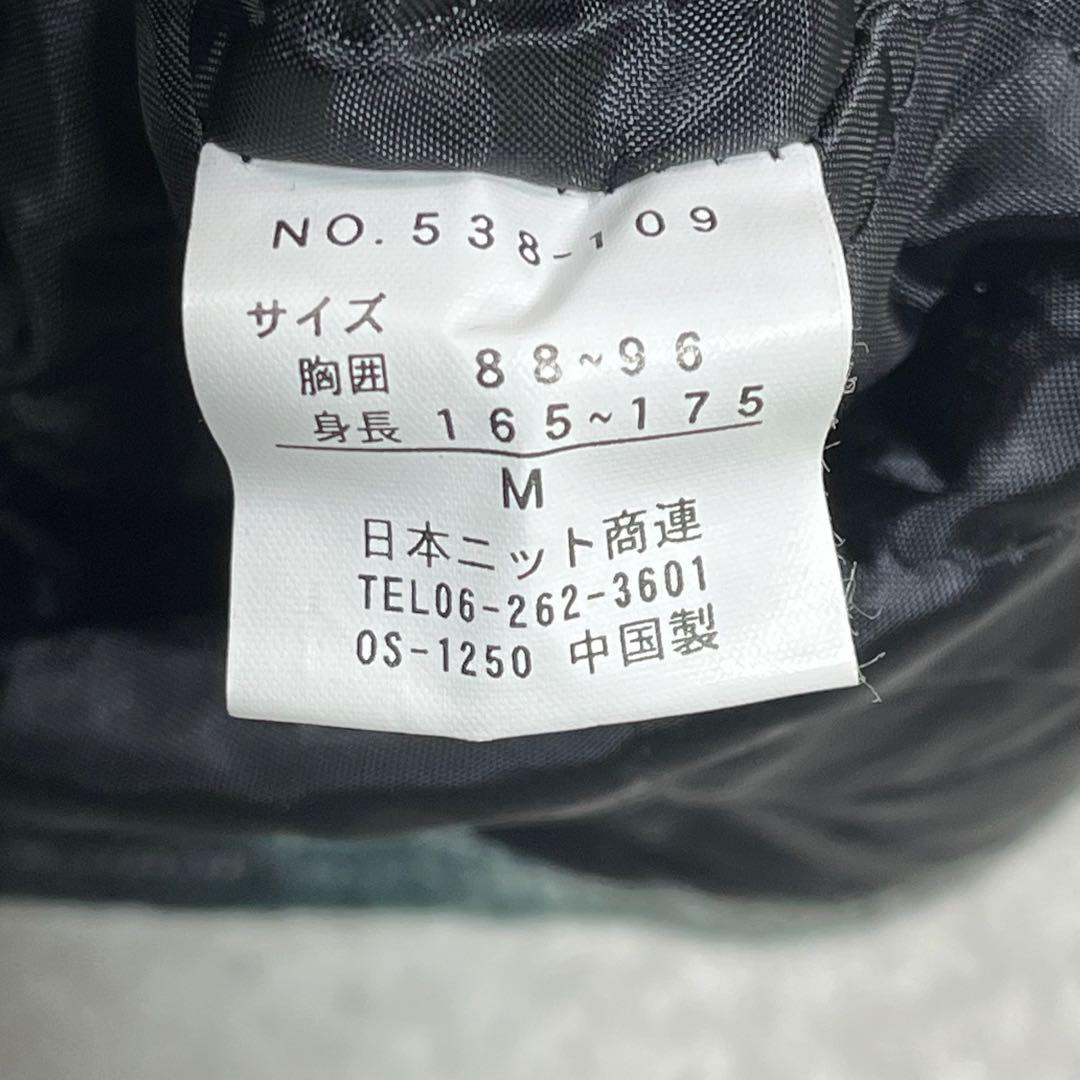 NO.538-109
サイズ
胸囲 88~96
身長 165~175
M
日本ニット商連
TEL06-262-3601
OS-1250 中国製